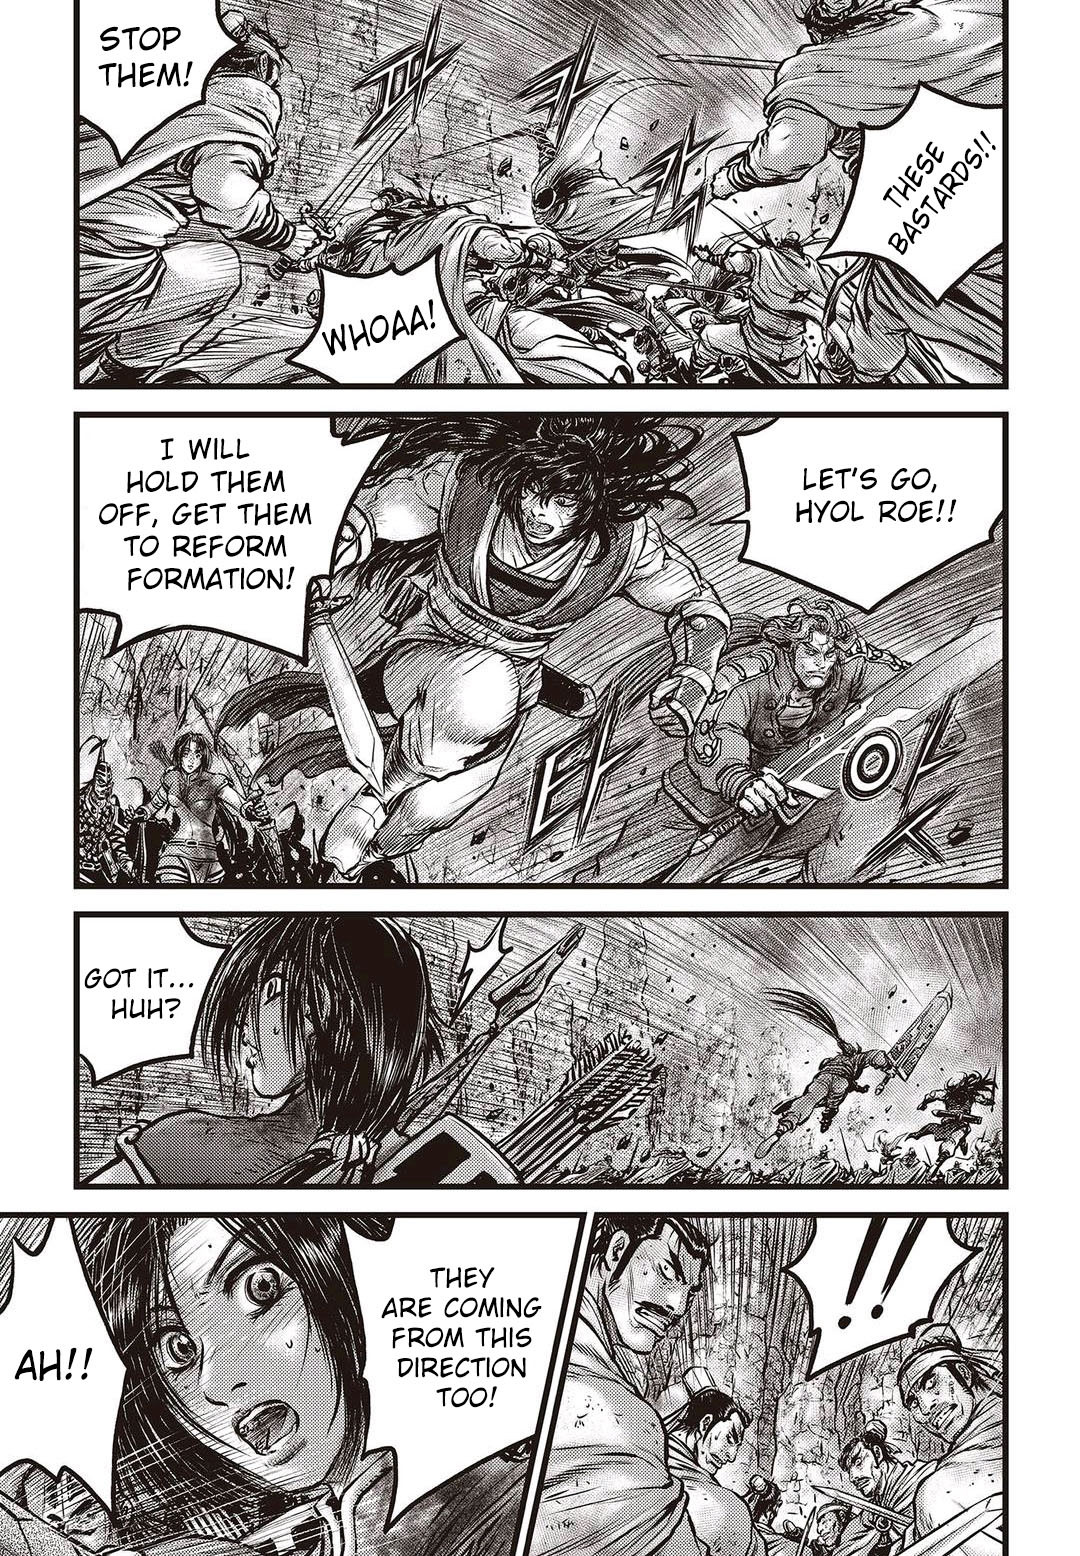 STOP
THEM!
THESE
BASTARDS!!
WHOAA!
I WILL
HOLD THEM
OFF, GET THEM
TO REFORM
FORMATION!
LET'S GO,
HYOL ROE!!
GOT IT...
HUH?
AH!!
THEY
ARE COMING
FROM THIS
DIRECTION
TOO!
!!